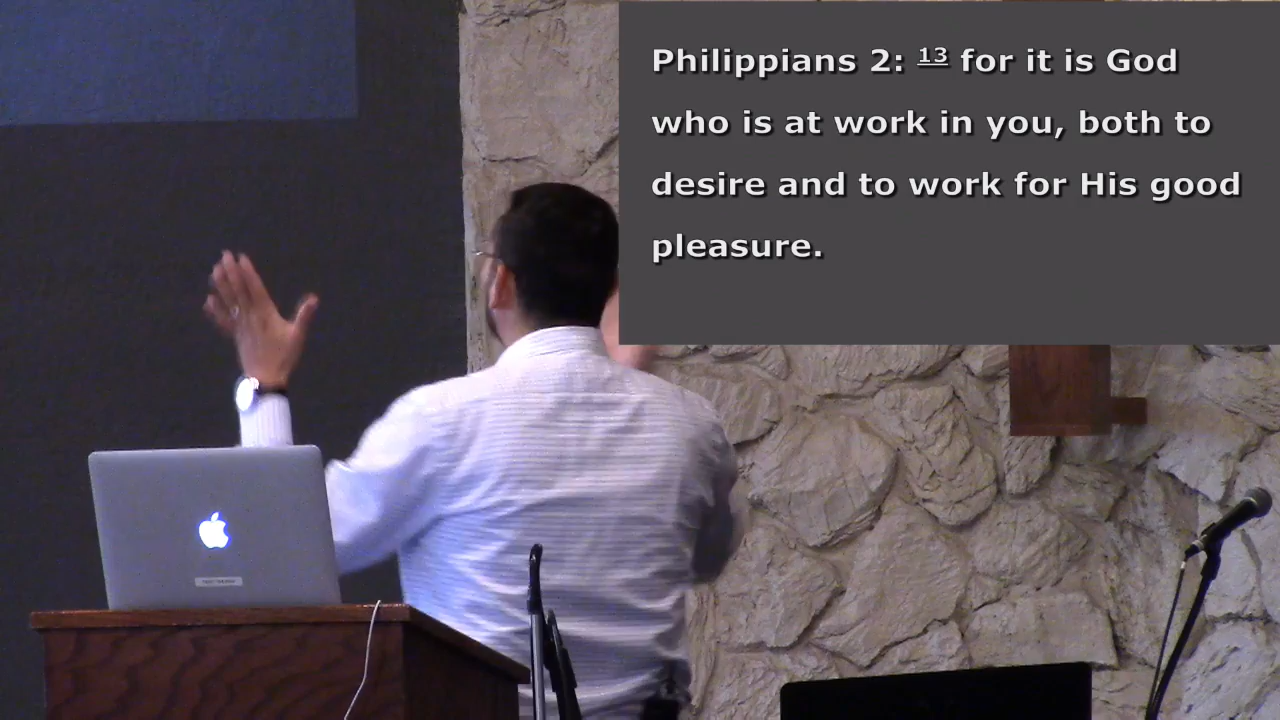 Philippians 2: 13 for it is God
who is at work in you, both to
desire and to work for His good
pleasure.